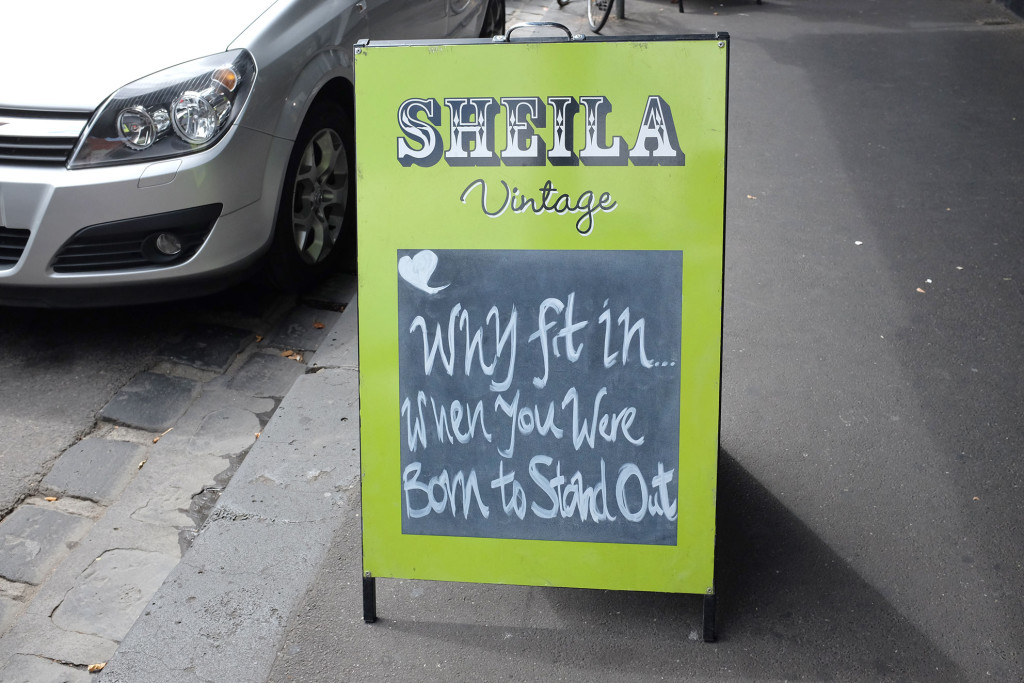 SHEILA
Vintage
Why fit in...
When You Were
Born to Stand Out